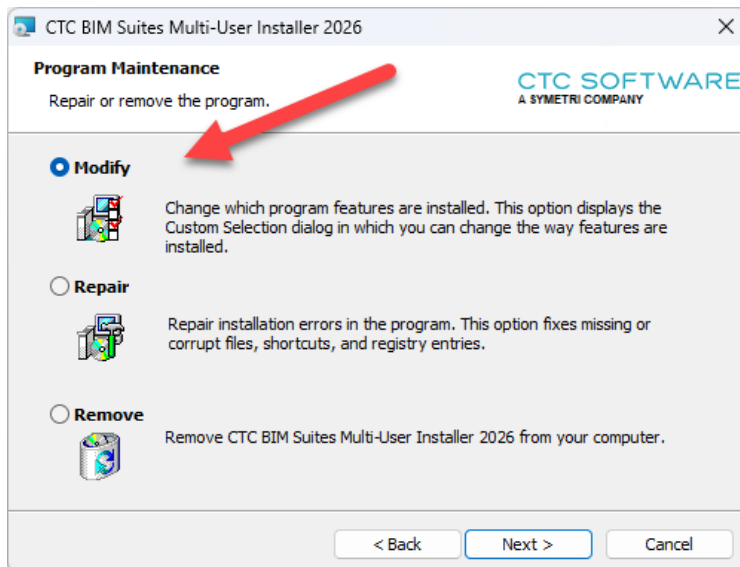 CTC BIM Suites Multi-User Installer 2026
Program Maintenance
Repair or remove the program.
CTC SOFTWARE
A SYMETRI COMPANY
Modify
Change which program features are installed. This option displays the
Custom Selection dialog in which you can change the way features are
installed.
Repair
Repair installation errors in the program. This option fixes missing or
corrupt files, shortcuts, and registry entries.
Remove
Remove CTC BIM Suites Multi-User Installer 2026 from your computer.
< Back
Next >
Cancel